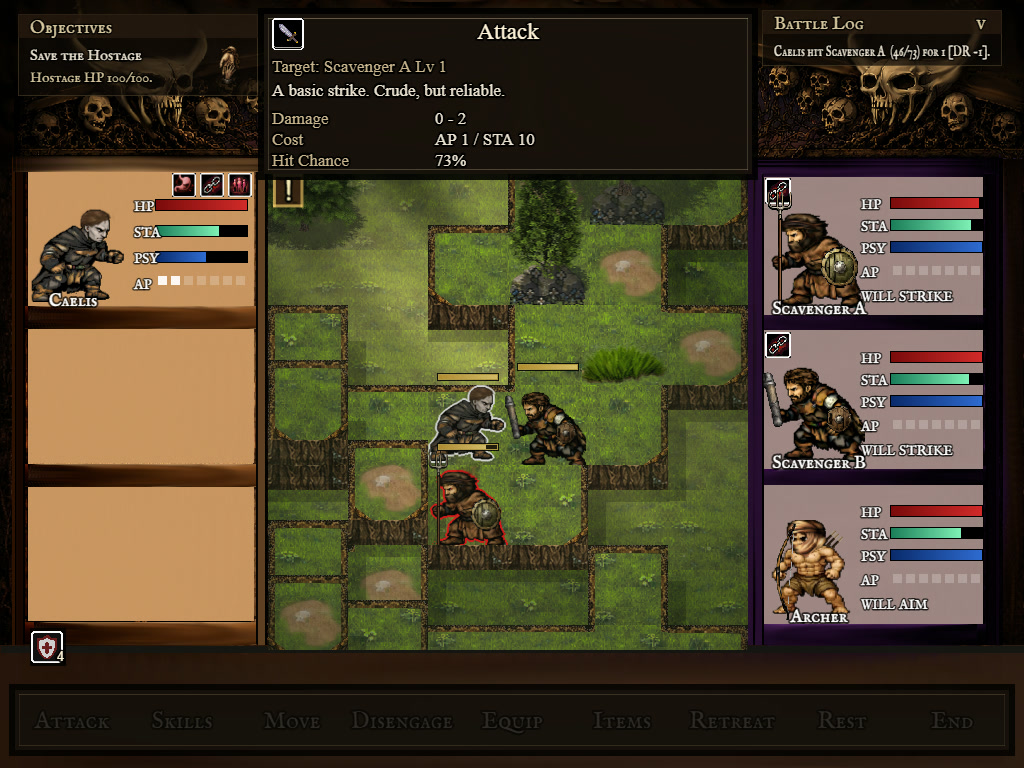 Objectives
Save the Hostage
Hostage HP 100/100.
Attack
Target: Scavenger A Lv 1
A basic strike. Crude, but reliable.
Damage 0 - 2
Cost AP 1 / STA 10
Hit Chance 73%
Battle Log V
Caelis hit Scavenger A (46/73) for 1 [DR -1].
!
HP
STA
PSY
AP
Caelis
HP
STA
PSY
AP
Will Strike
Scavenger A
HP
STA
PSY
AP
Will Strike
Scavenger B
HP
STA
PSY
AP
Will Aim
Archer
4
Attack Skills Move Disengage Equip Items Retreat Rest End